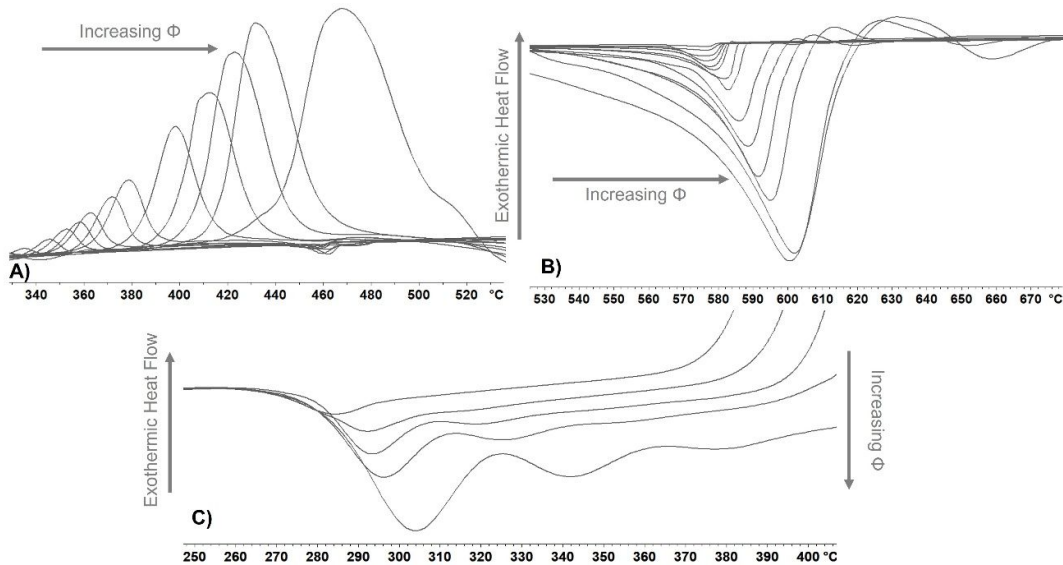 Increasing Φ
A)
340 360 380 400 420 440 460 480 500 520 °C
Exothermic Heat Flow
Increasing Φ
B)
530 540 550 560 570 580 590 600 610 620 630 640 650 660 670 °C
Exothermic Heat Flow
Increasing Φ
C)
250 260 270 280 290 300 310 320 330 340 350 360 370 380 390 400 °C